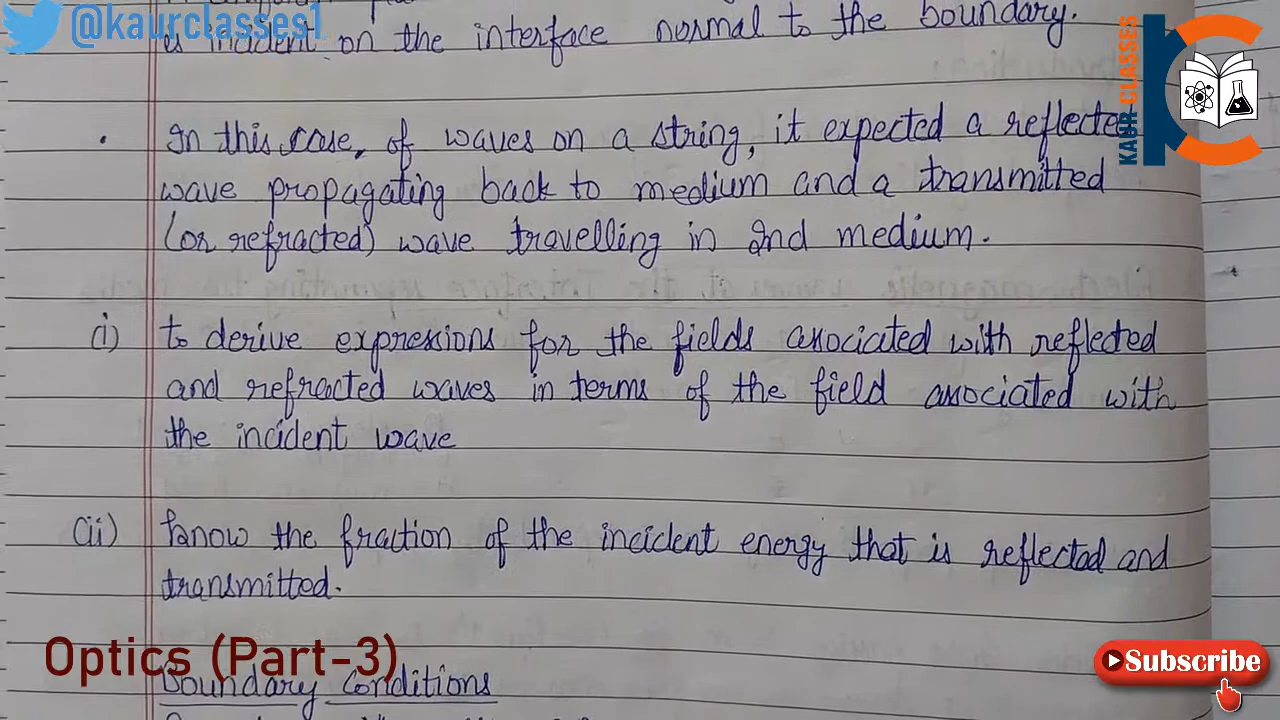 @kaurclasses1
is incident on the interface normal to the boundary.
KAUR CLASSES
. In this case, of waves on a string, it expected a reflected
wave propagating back to medium and a transmitted
(or refracted) wave travelling in 2nd medium.
(i) to derive expressions for the fields associated with reflected
and refracted waves in terms of the field associated with
the incident wave
(ii) know the fraction of the incident energy that is reflected and
transmitted.
Optics (Part-3)
Boundary Conditions
Subscribe